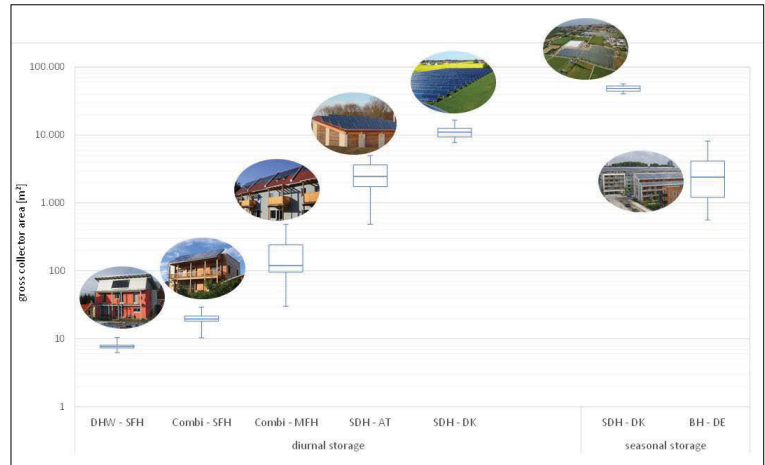 gross collector area [m²]
100.000
10.000
1.000
100
10
1
DHW - SFH
Combi - SFH
Combi - MFH
SDH - AT
SDH - DK
SDH - DK
BH - DE
diurnal storage
seasonal storage